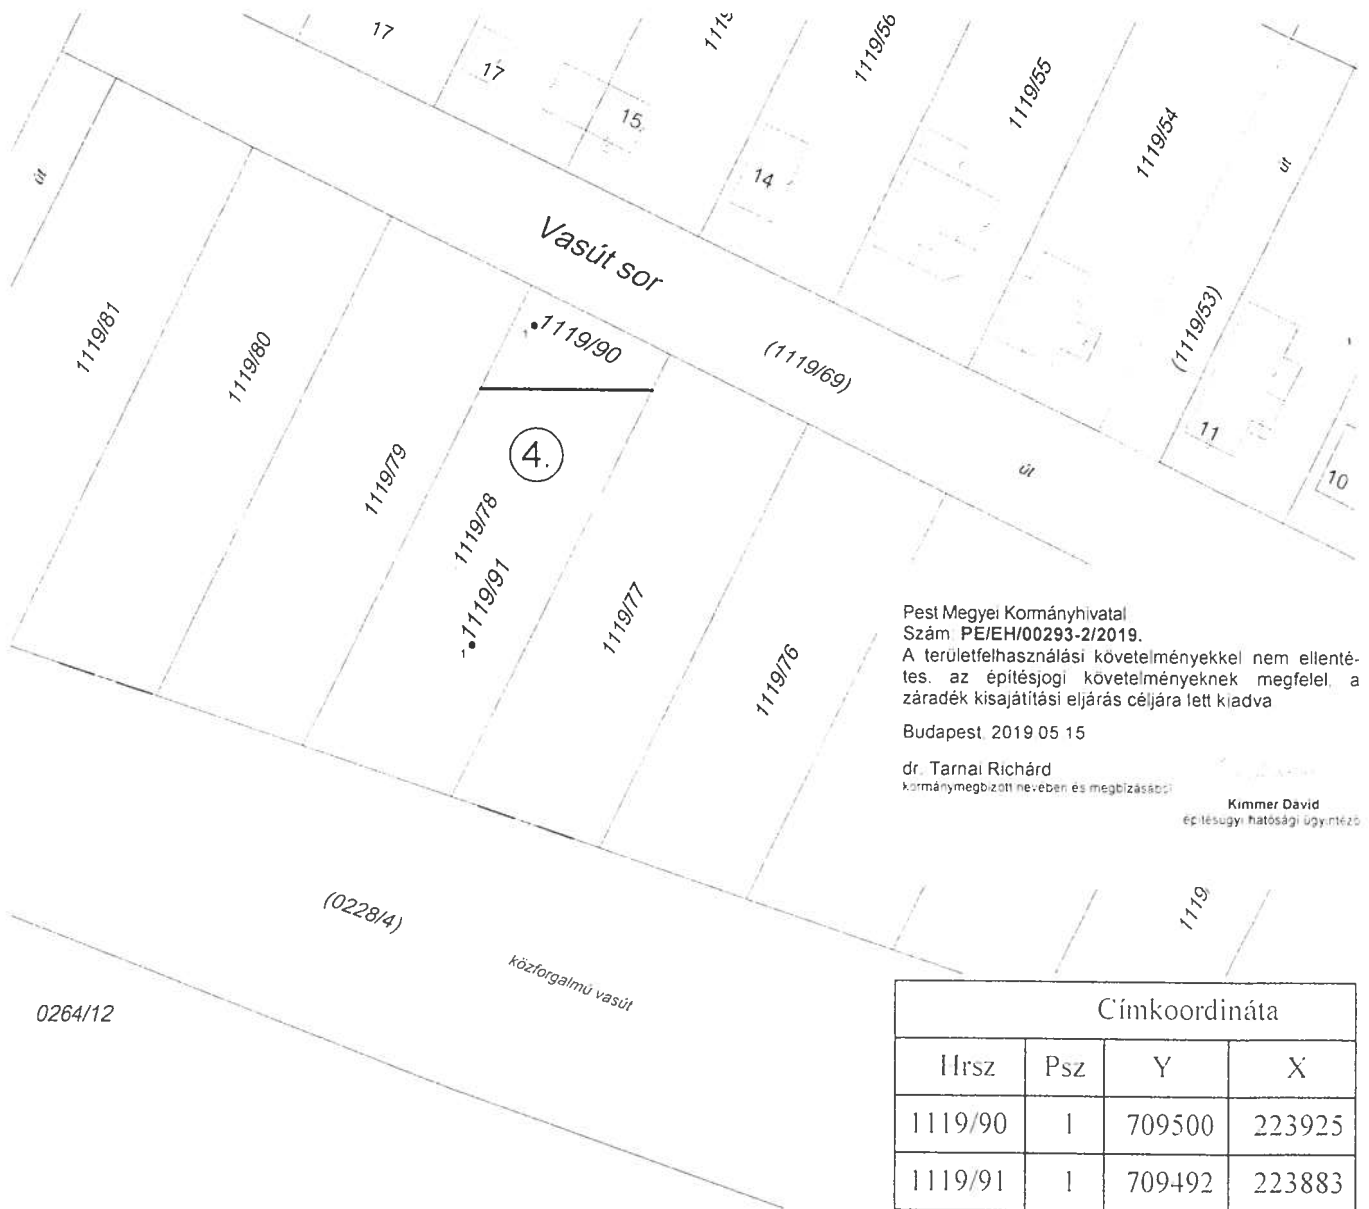 17
17
15
14
1119
1119/56
1119/55
1119/54
út
út
Vasút sor
(1119/69)
(1119/53)
11
10
út
1119/81
1119/80
1119/79
1 1119/90
4.
1119/78
1 1119/91
1119/77
1119/76
1119
Pest Megyei Kormányhivatal
Szám: PE/EH/00293-2/2019.
A területfelhasználási követelményekkel nem ellenté-
tes, az építésjogi követelményeknek megfelel, a
záradék kisajátítási eljárás céljára lett kiadva
Budapest, 2019 05 15
dr. Tarnai Richárd
kormánymegbízott nevében és megbízásából
Kimmer Dávid
építésügyi hatósági ügyintéző
(0228/4)
közforgalmú vasút
0264/12
Címkoordináta
Hrsz Psz Y X
1119/90 1 709500 223925
1119/91 1 709492 223883